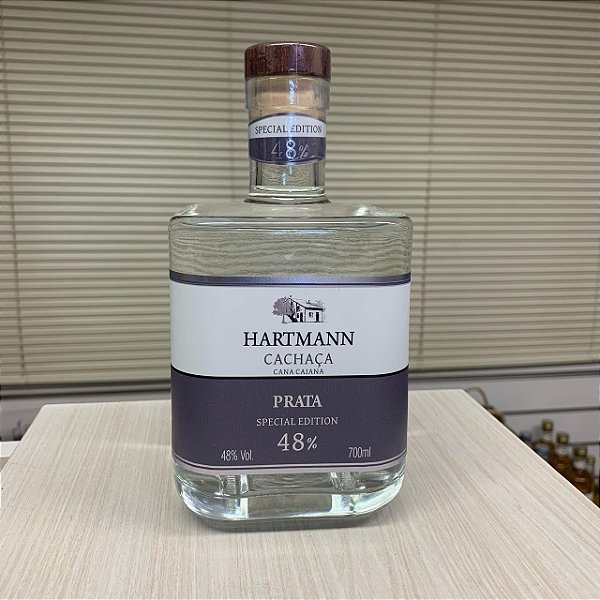 SPECIAL EDITION
48%
HARTMANN
CACHAÇA
CANA CAIANA
PRATA
SPECIAL EDITION
48%
48% Vol. 700ml